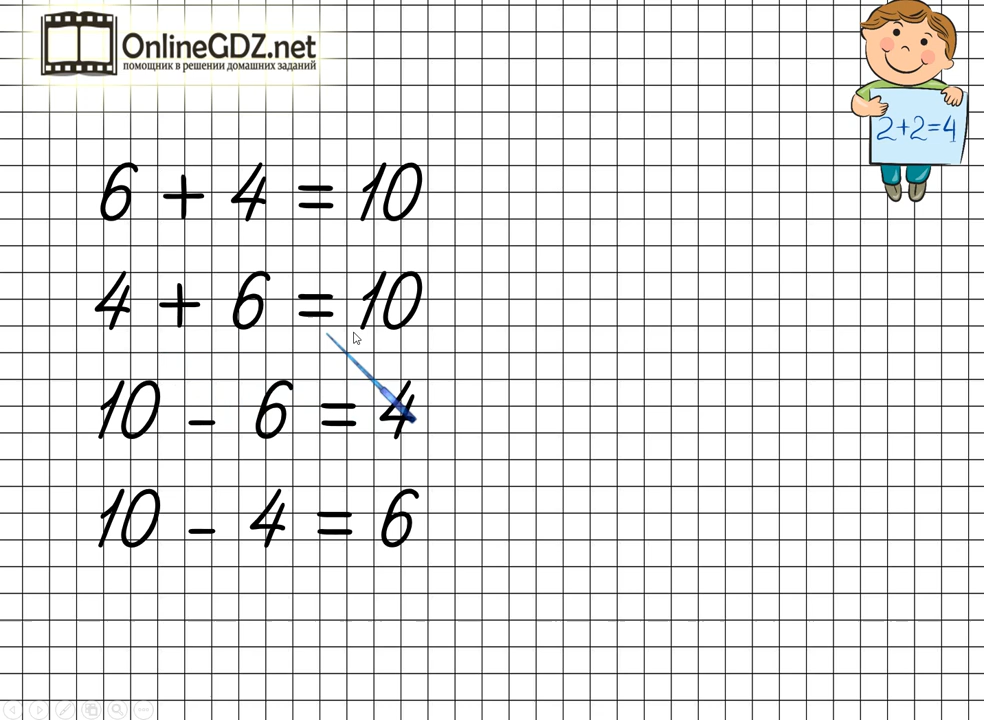 OnlineGDZ.net
помощник в решении домашних заданий
2+2=4
6 + 4 = 10
4 + 6 = 10
10 - 6 = 4
10 - 4 = 6